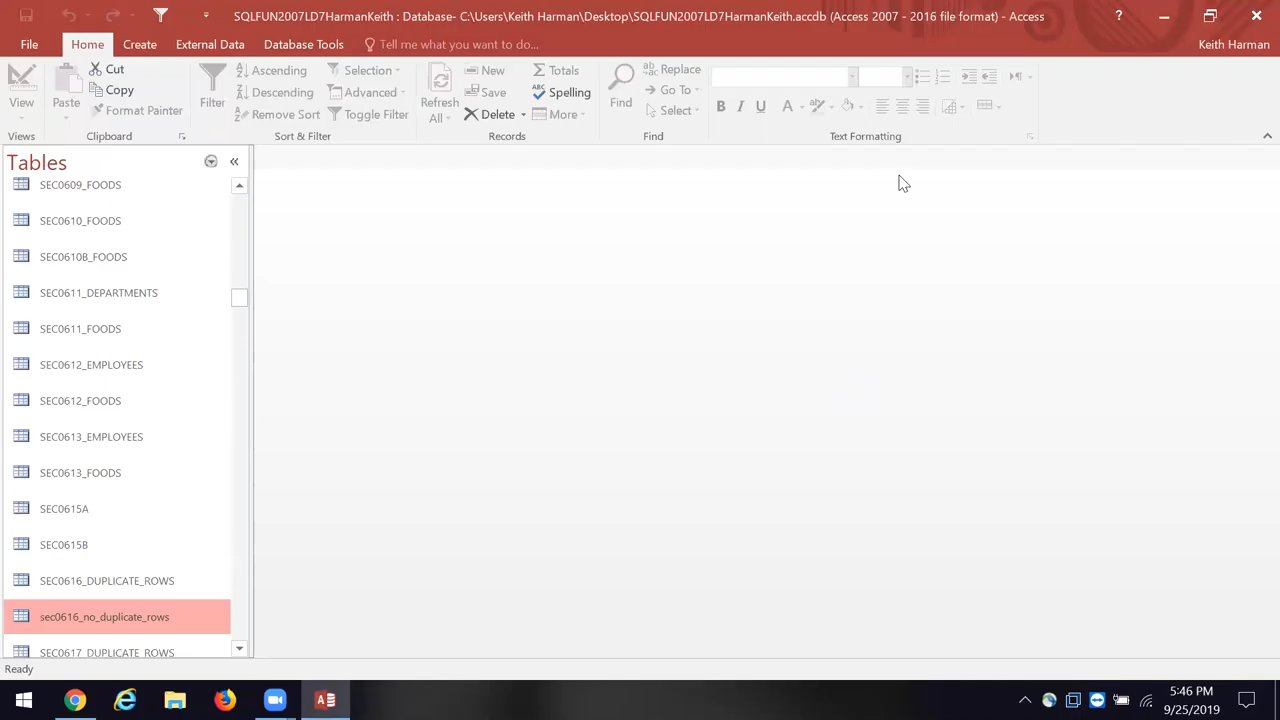 SQLFUN2007LD7HarmanKeith : Database- C:\Users\Keith Harman\Desktop\SQLFUN2007LD7HarmanKeith.accdb (Access 2007 - 2016 file format) - Access
?
File Home Create External Data Database Tools Tell me what you want to do... Keith Harman
View
Paste
Cut
Copy
Format Painter
Filter
Ascending
Descending
Remove Sort
Selection
Advanced
Toggle Filter
Refresh
All
New
Save
Delete
Totals
Spelling
More
Find
Replace
Go To
Select
B I U A
Views Clipboard Sort & Filter Records Find Text Formatting
Tables
SEC0609_FOODS
SEC0610_FOODS
SEC0610B_FOODS
SEC0611_DEPARTMENTS
SEC0611_FOODS
SEC0612_EMPLOYEES
SEC0612_FOODS
SEC0613_EMPLOYEES
SEC0613_FOODS
SEC0615A
SEC0615B
SEC0616_DUPLICATE_ROWS
sec0616_no_duplicate_rows
SEC0617_DUPLICATE_ROWS
Ready
5:46 PM
9/25/2019